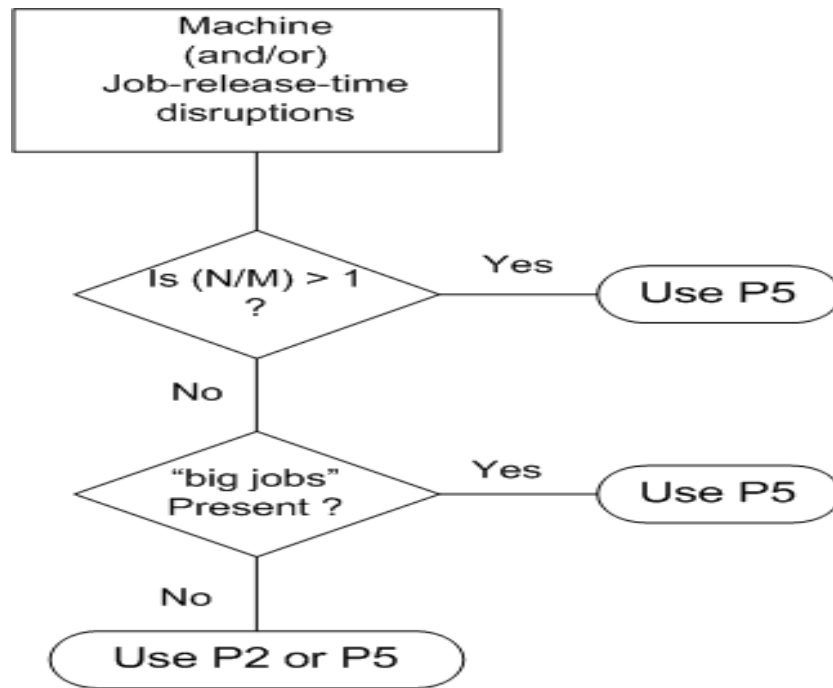 Machine
(and/or)
Job-release-time
disruptions
Is (N/M) > 1
?
Yes
Use P5
No
“big jobs”
Present ?
Yes
Use P5
No
Use P2 or P5